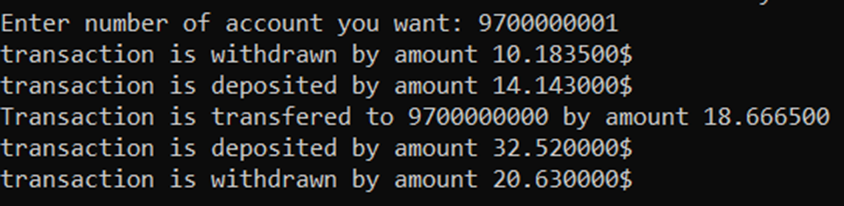 Enter number of account you want: 9700000001
transaction is withdrawn by amount 10.183500$
transaction is deposited by amount 14.143000$
Transaction is transfered to 9700000000 by amount 18.666500
transaction is deposited by amount 32.520000$
transaction is withdrawn by amount 20.630000$